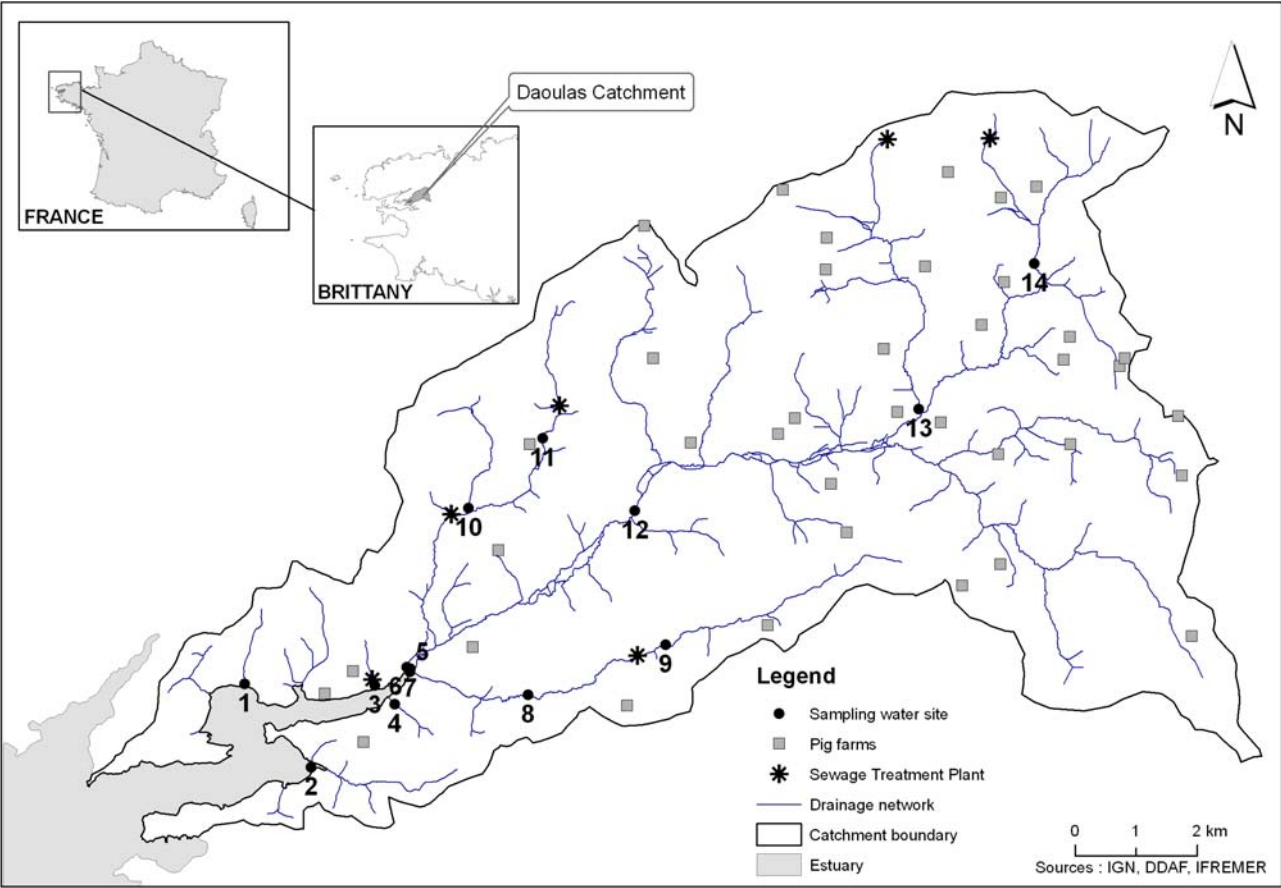 Daoulas Catchment
N
FRANCE
BRITTANY
14
13
11
10
12
5
9
1
6
7
3
4
8
2
Legend
Sampling water site
Pig farms
Sewage Treatment Plant
Drainage network
Catchment boundary
Estuary
0 1 2 km
Sources : IGN, DDAF, IFREMER